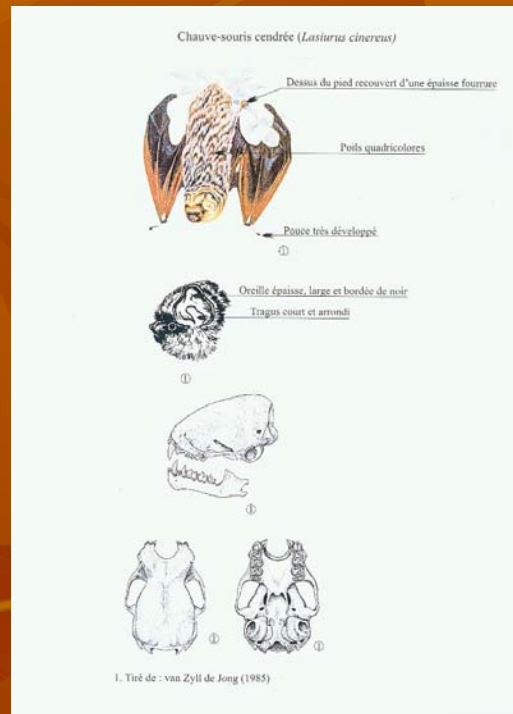 Chauve-souris cendrée (Lasiurus cinereus)
Dessus du pied recouvert d'une épaisse fourrure
Poils quadricolores
Pouce très développé
①
Oreille épaisse, large et bordée de noir
Tragus court et arrondi
①
①
①
①
1. Tiré de : van Zyll de Jong (1985)